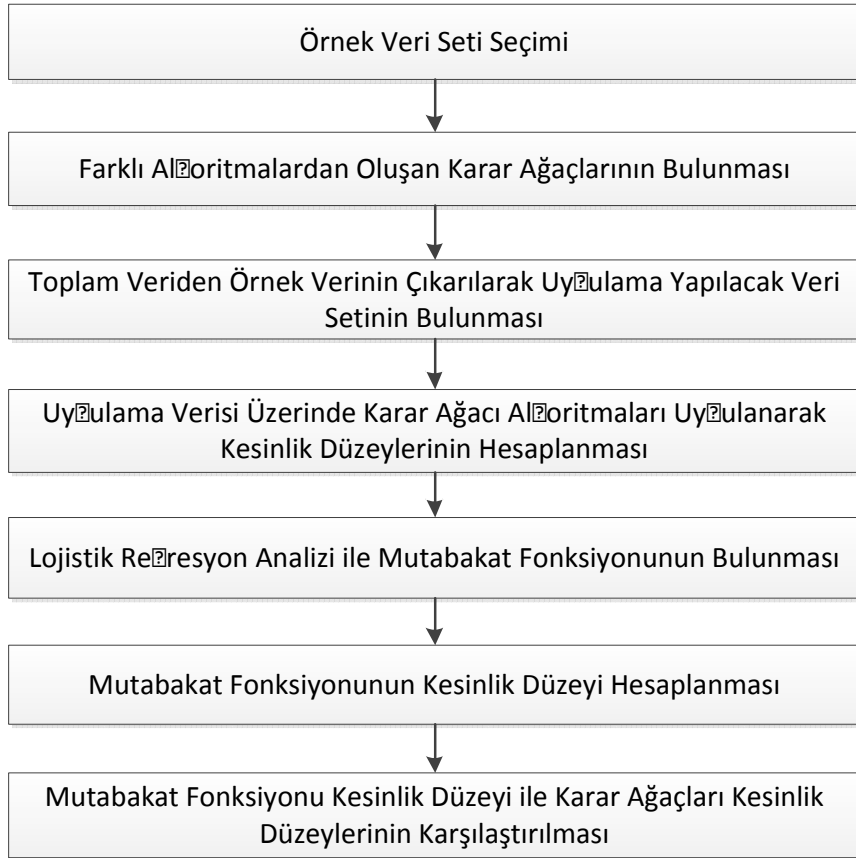 Örnek Veri Seti Seçimi
Farklı Al⍰oritmalardan Oluşan Karar Ağaçlarının Bulunması
Toplam Veriden Örnek Verinin Çıkarılarak Uy⍰ulama Yapılacak Veri
Setinin Bulunması
Uy⍰ulama Verisi Üzerinde Karar Ağacı Al⍰oritmaları Uy⍰ulanarak
Kesinlik Düzeylerinin Hesaplanması
Lojistik Re⍰resyon Analizi ile Mutabakat Fonksiyonunun Bulunması
Mutabakat Fonksiyonunun Kesinlik Düzeyi Hesaplanması
Mutabakat Fonksiyonu Kesinlik Düzeyi ile Karar Ağaçları Kesinlik
Düzeylerinin Karşılaştırılması